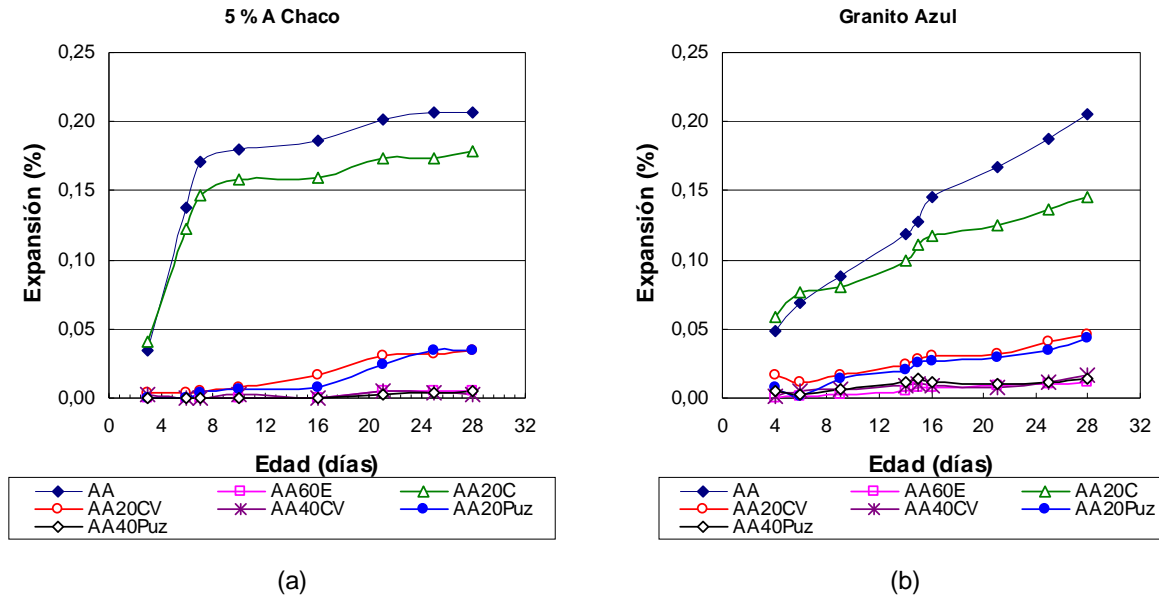 5 % A Chaco
0,25
0,20
0,15
0,10
0,05
0,00
Expansión (%)
0 4 8 12 16 20 24 28 32
Edad (días)
AA AA60E AA20C
AA20CV AA40CV AA20Puz
AA40Puz
(a)
Granito Azul
0,25
0,20
0,15
0,10
0,05
0,00
Expansión (%)
0 4 8 12 16 20 24 28 32
Edad (días)
AA AA60E AA20C
AA20CV AA40CV AA20Puz
AA40Puz
(b)